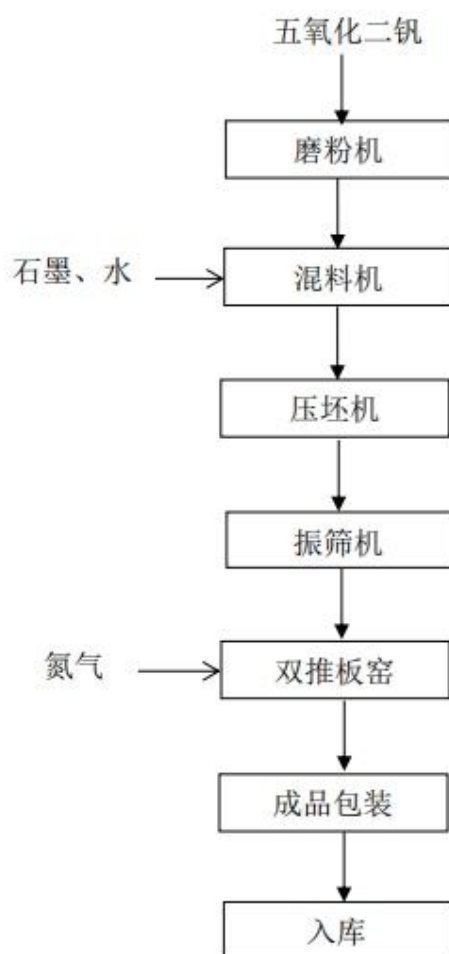 五氧化二钒
磨粉机
石墨、水
混料机
压坯机
振筛机
氮气
双推板窑
成品包装
入库